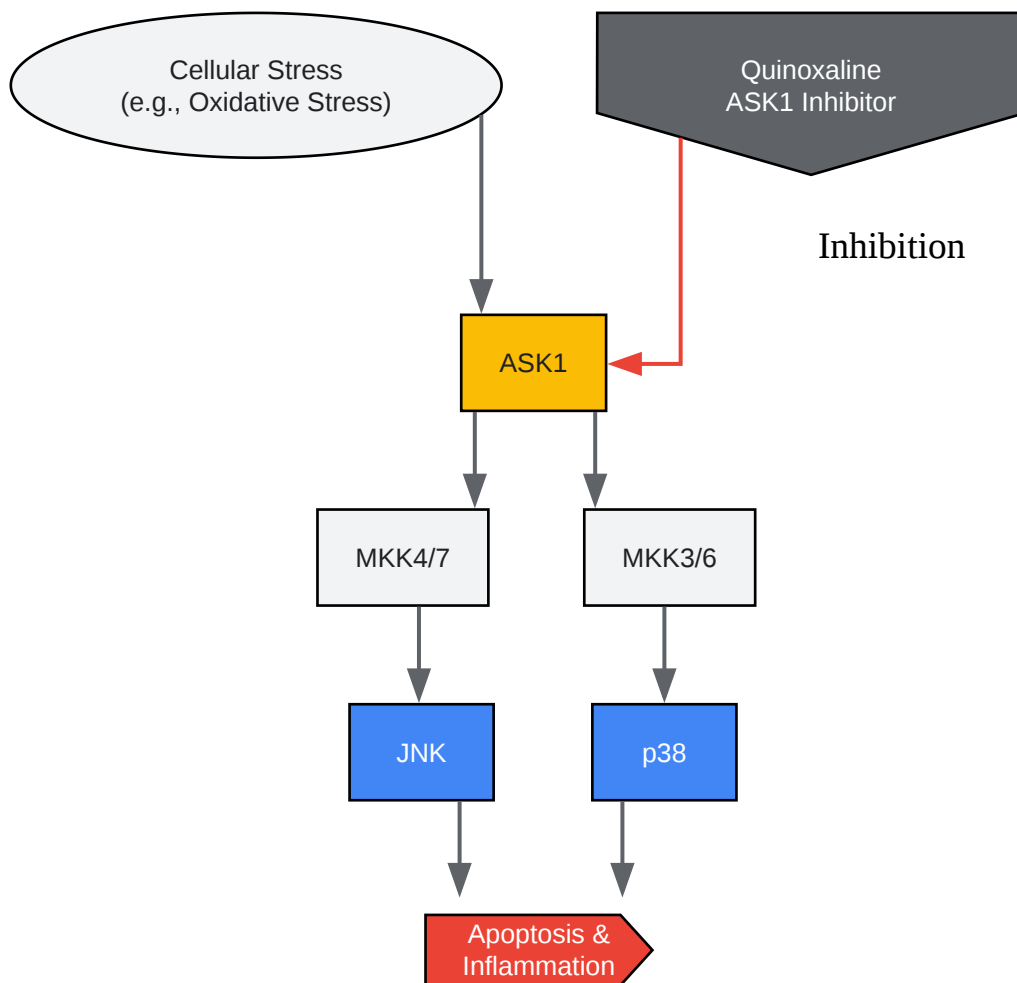 Cellular Stress
(e.g., Oxidative Stress)
Quinoxaline
ASK1 Inhibitor
Inhibition
ASK1
MKK4/7
MKK3/6
JNK
p38
Apoptosis &
Inflammation